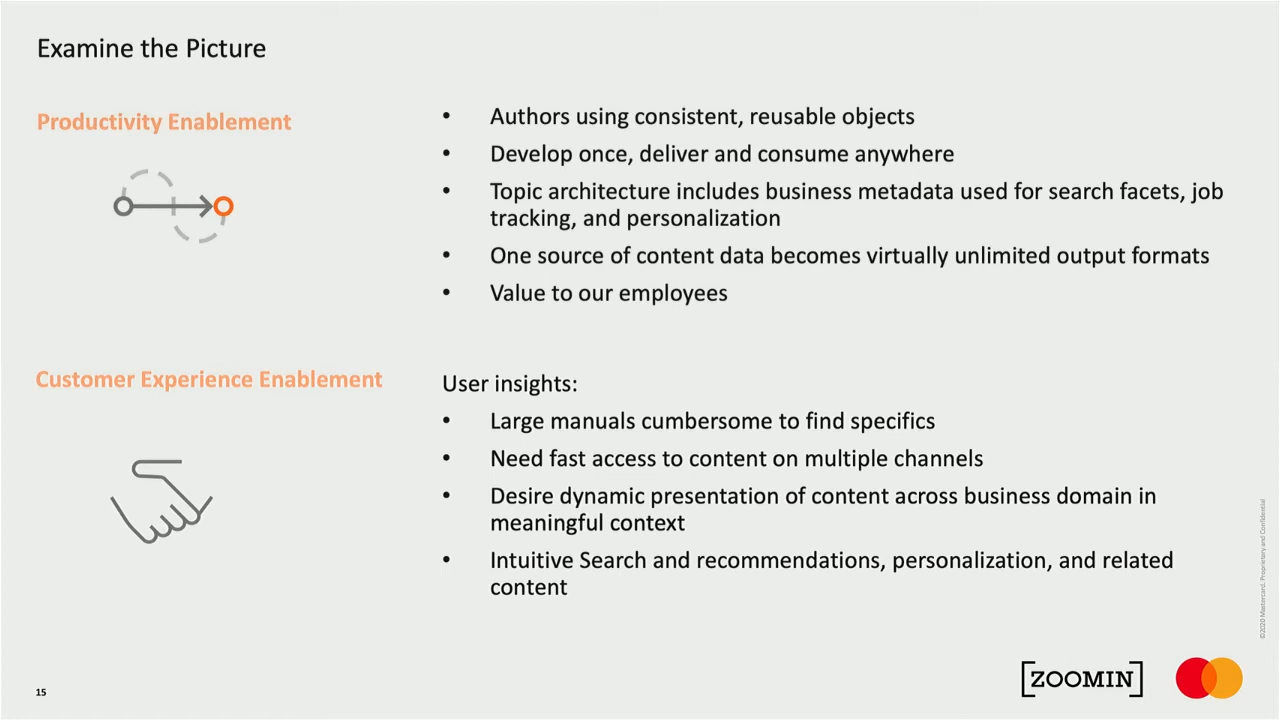 Examine the Picture
Productivity Enablement
• Authors using consistent, reusable objects
• Develop once, deliver and consume anywhere
• Topic architecture includes business metadata used for search facets, job
tracking, and personalization
• One source of content data becomes virtually unlimited output formats
• Value to our employees
Customer Experience Enablement
User insights:
• Large manuals cumbersome to find specifics
• Need fast access to content on multiple channels
• Desire dynamic presentation of content across business domain in
meaningful context
• Intuitive Search and recommendations, personalization, and related
content
©2020 Mastercard. Proprietary and Confidential
15
[ZOOMIN]